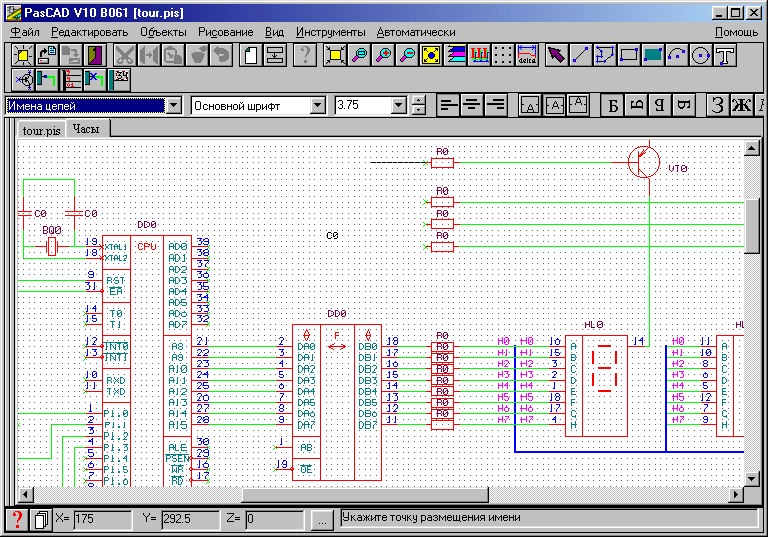 PasCAD V10 B061 [tour.pis]
Файл Редактировать Объекты Рисование Вид Инструменты Автоматически Помощь
delta
T
Имена цепей Основной шрифт 3.75
A A A Б Б Я Я З Ж
tour.pis Часы
R0
VT0
R0
C0 C0
R0
DD0
BQ0 C0
R0
19 XTAL1 CPU AD0 39
18 XTAL2 AD1 38
AD2 37
9 RST AD3 36
31 EA AD4 35
AD5 34
14 T0 AD6 33
15 T1 AD7 32
DD0 HL0 HL
12 INT0 A8 21 2 DA0 F DB0 18 R0 H0 H0 16 A 14 H0 11 A
13 INT1 A9 22 3 DA1 DB1 17 R0 H1 H1 15 B H1 10 B
A10 23 4 DA2 DB2 16 R0 H2 H2 3 C H2 8 C
10 RXD A11 24 5 DA3 DB3 15 R0 H3 H3 2 D H3 6 D
11 TXD A12 25 6 DA4 DB4 14 R0 H4 H4 1 E H4 5 E
A13 26 7 DA5 DB5 13 R0 H5 H5 18 F H5 12 F
1 P1.0 A14 27 8 DA6 DB6 12 R0 H6 H6 17 G H6 7 G
2 P1.1 A15 28 9 DA7 DB7 11 R0 H7 H7 4 H H7 9 H
3 P1.2
4 P1.3 ALE 30 1 AB
5 P1.4 PSEN 29
6 P1.5 WR 16 19 OE
7 P1.6 RD 17
X= 175 Y= 292.5 Z= 0 ... Укажите точку размещения имени